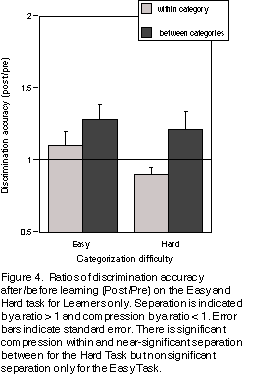 within category
between categories
2
1.5
1
0.5
Discrimination accuracy (post/pre)
Easy
Hard
Categorization difficulty
Figure 4.  Ratios of discrimination accuracy
after/before learning (Post/Pre) on the Easy and
Hard task for Learners only. Separation is indicated
by a ratio > 1 and compression by a ratio < 1. Error
bars indicate standard error. There is significant
compression within and near-significant separation
between for the Hard Task but non significant
separation only for the Easy Task.